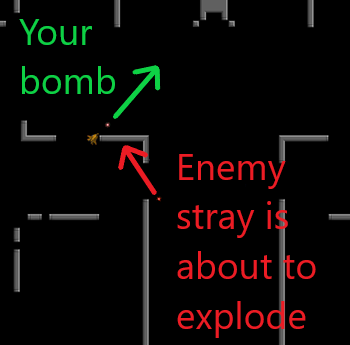 Your
bomb
Enemy
stray is
about to
explode